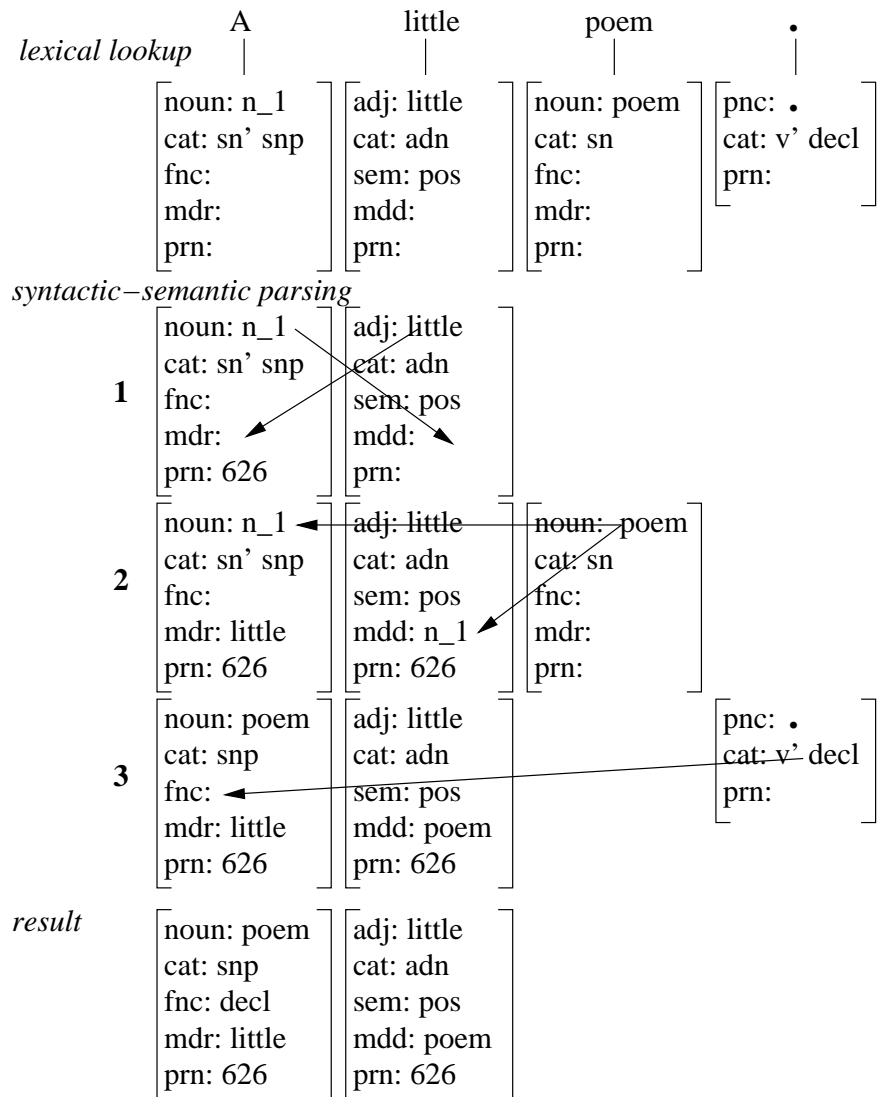 A little poem .
lexical lookup
noun: n_1 adj: little noun: poem pnc: .
cat: sn’ snp cat: adn cat: sn cat: v’ decl
fnc: sem: pos fnc: prn:
mdr: mdd: mdr:
prn: prn: prn:
syntactic−semantic parsing
noun: n_1 adj: little
cat: sn’ snp cat: adn
1 fnc: sem: pos
mdr: mdd:
prn: 626 prn:
noun: n_1 adj: little noun: poem
cat: sn’ snp cat: adn cat: sn
2 fnc: sem: pos fnc:
mdr: little mdd: n_1 mdr:
prn: 626 prn: 626 prn:
noun: poem adj: little pnc: .
cat: snp cat: adn cat: v’ decl
3 fnc: sem: pos prn:
mdr: little mdd: poem
prn: 626 prn: 626
result
noun: poem adj: little
cat: snp cat: adn
fnc: decl sem: pos
mdr: little mdd: poem
prn: 626 prn: 626